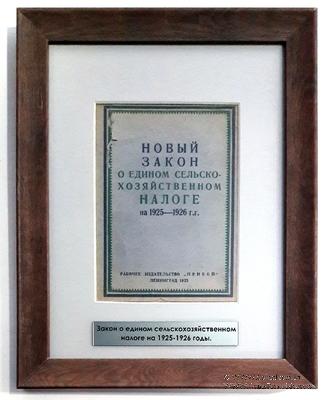 НОВЫЙ
ЗАКОН
О ЕДИНОМ СЕЛЬСКО-
ХОЗЯЙСТВЕННОМ
НАЛОГЕ
на 1925—1926 г.г.
РАБОЧЕЕ ИЗДАТЕЛЬСТВО „ПРИБОЙ"
ЛЕНИНГРАД 1925
Закон о едином сельскохозяйственном
налоге на 1925-1926 годы.